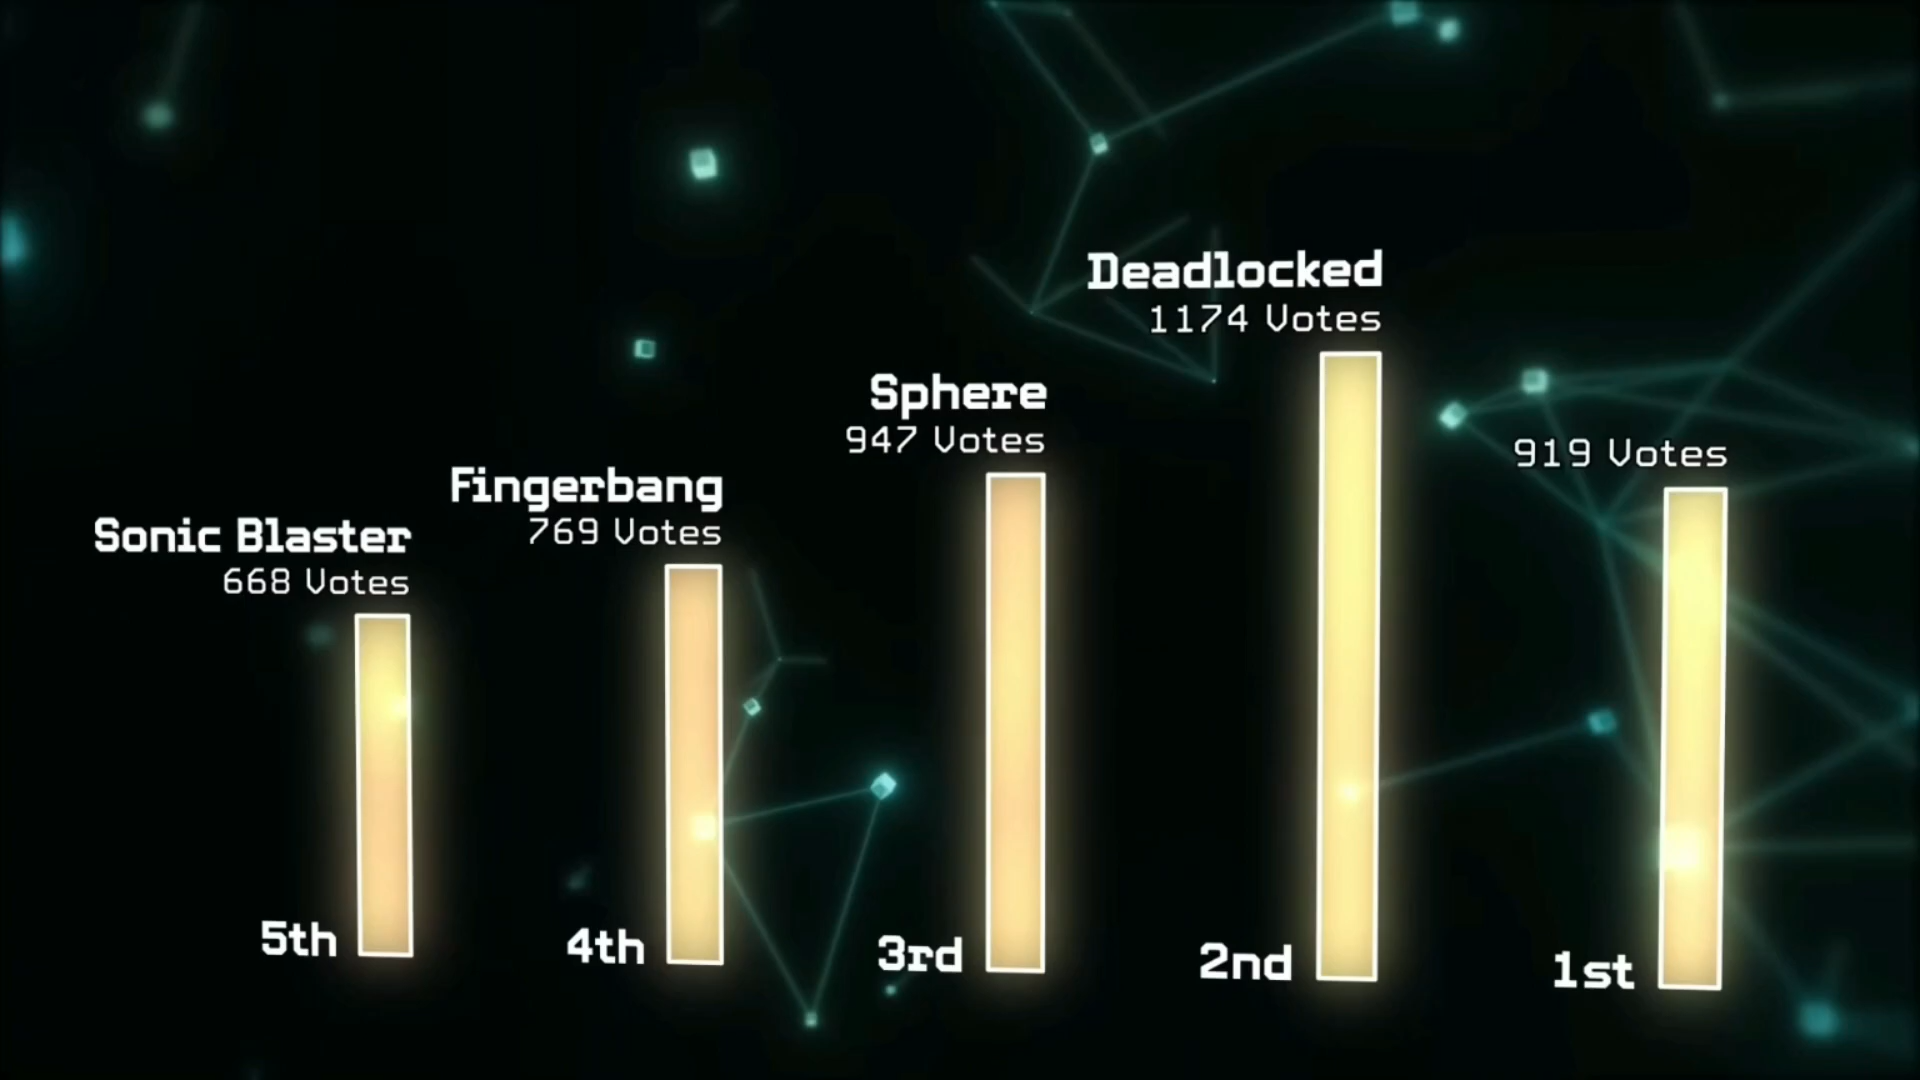 Deadlocked
1174 Votes
Sphere
947 Votes
919 Votes
Fingerbang
769 Votes
Sonic Blaster
668 Votes
5th
4th
3rd
2nd
1st